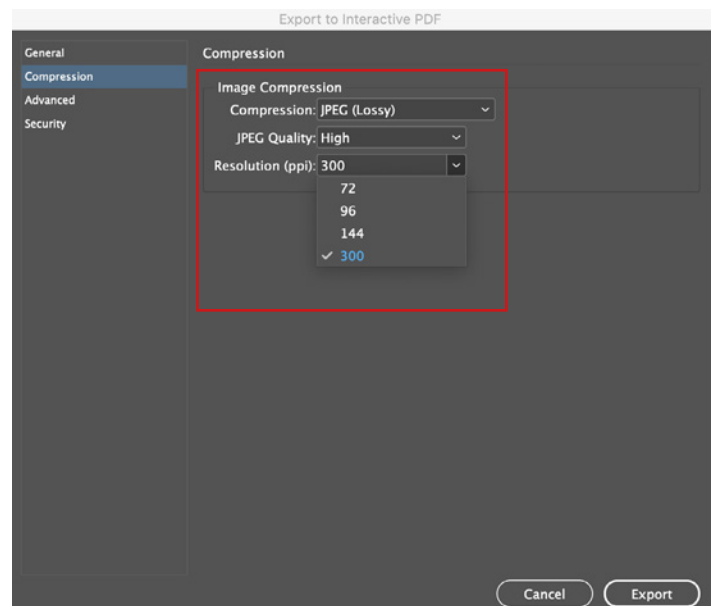 Export to Interactive PDF
General
Compression
Advanced
Security
Compression
Image Compression
Compression: JPEG (Lossy)
JPEG Quality: High
Resolution (ppi): 300
72
96
144
300
Cancel
Export